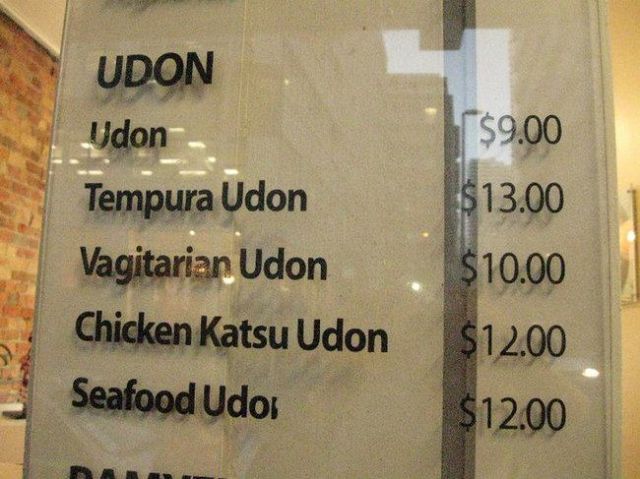 UDON
Udon $9.00
Tempura Udon $13.00
Vagitarian Udon $10.00
Chicken Katsu Udon $12.00
Seafood Udon $12.00